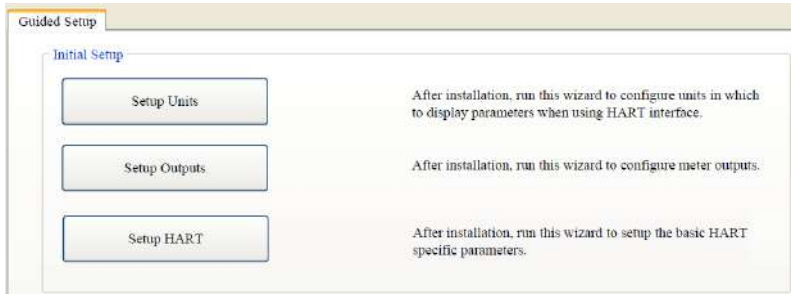 Guided Setup
Initial Setup
Setup Units
After installation, run this wizard to configure units in which
to display parameters when using HART interface.
Setup Outputs
After installation, run this wizard to configure meter outputs.
Setup HART
After installation, run this wizard to setup the basic HART
specific parameters.